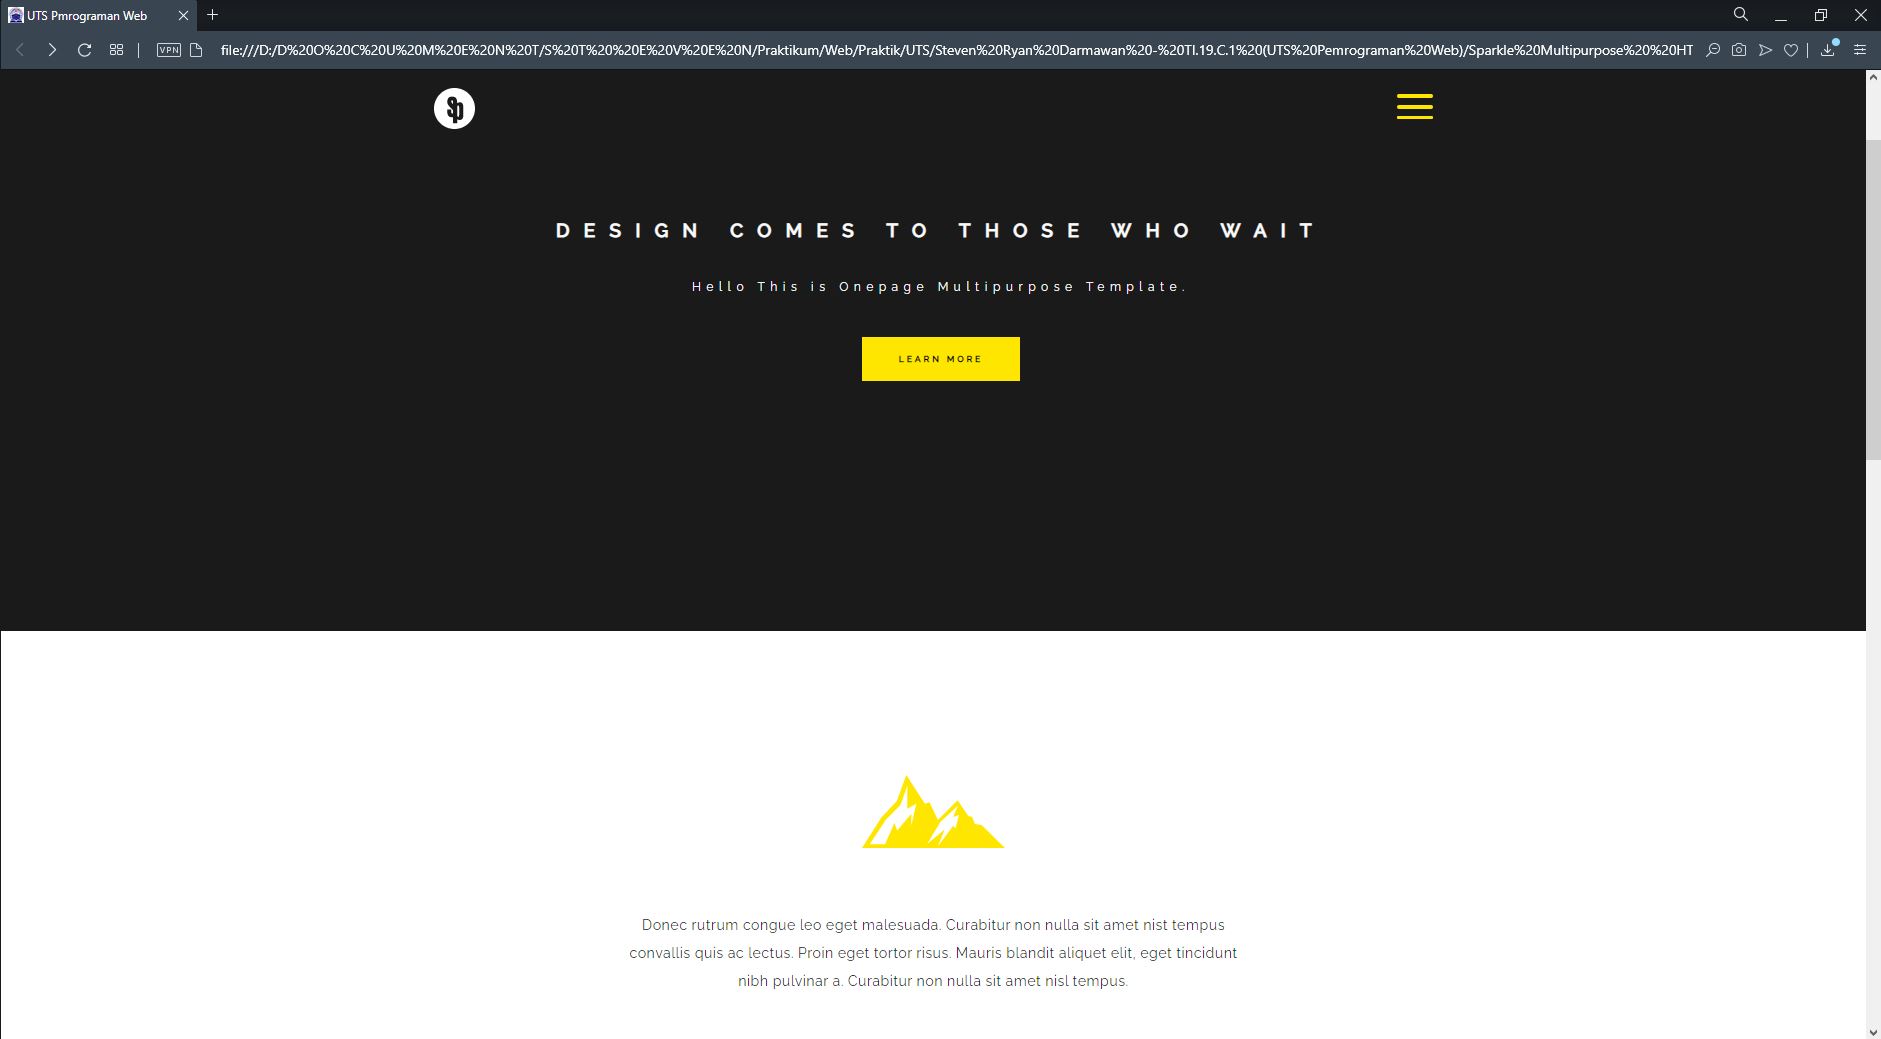 UTS Pmrograman Web
VPN
file:///D:/D%20O%20C%20U%20M%20E%20N%20T/S%20T%20%20E%20V%20E%20N/Praktikum/Web/Praktik/UTS/Steven%20Ryan%20Darmawan%20-%20TI.19.C.1%20(UTS%20Pemrograman%20Web)/Sparkle%20Multipurpose%20%20HT
Sp
DESIGN COMES TO THOSE WHO WAIT
Hello This is Onepage Multipurpose Template.
LEARN MORE
Donec rutrum congue leo eget malesuada. Curabitur non nulla sit amet nist tempus
convallis quis ac lectus. Proin eget tortor risus. Mauris blandit aliquet elit, eget tincidunt
nibh pulvinar a. Curabitur non nulla sit amet nisl tempus.